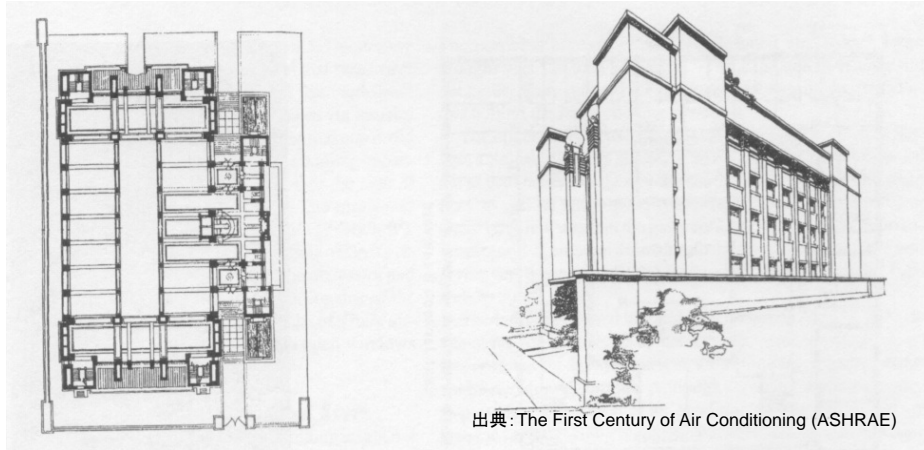 出典：The First Century of Air Conditioning (ASHRAE)